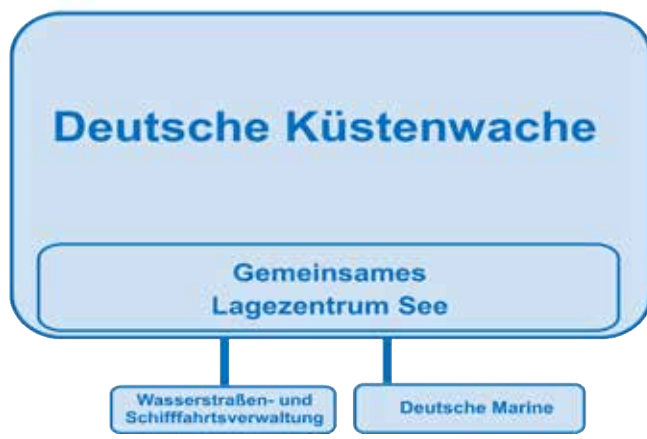 Deutsche Küstenwache
Gemeinsames
Lagezentrum See
Wasserstraßen- und
Schifffahrtsverwaltung
Deutsche Marine